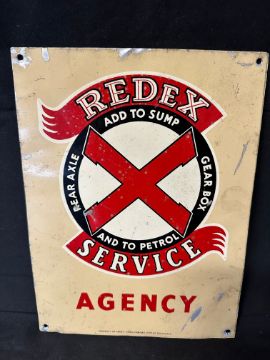 REDEX
ADD TO SUMP
REAR AXLE
GEAR BOX
AND TO PETROL
SERVICE
AGENCY